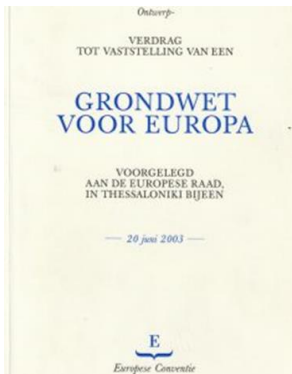 Ontwerp-
VERDRAG
TOT VASTSTELLING VAN EEN
GRONDWET
VOOR EUROPA
VOORGELEGD
AAN DE EUROPESE RAAD,
IN THESSALONIKI BIJEEN
20 juni 2003
E
Europese Conventie